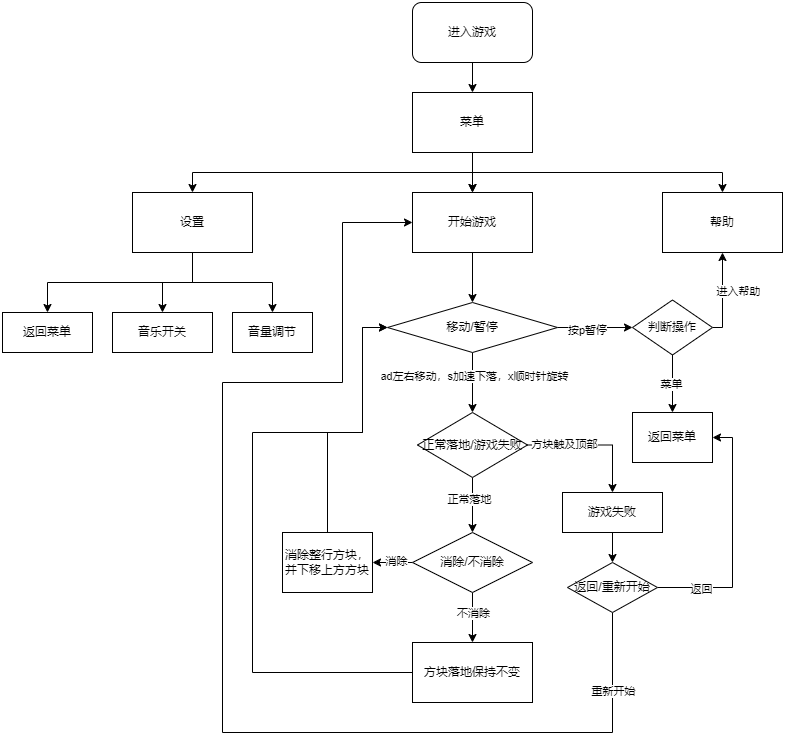 进入游戏
菜单
设置
开始游戏
帮助
返回菜单
音乐开关
音量调节
移动/暂停
按p暂停
判断操作
进入帮助
ad左右移动，s加速下落，x顺时针旋转
菜单
返回菜单
正常落地/游戏失败
方块触及顶部
正常落地
游戏失败
消除整行方块，
并下移上方方块
消除
消除/不消除
返回/重新开始
返回
不消除
方块落地保持不变
重新开始